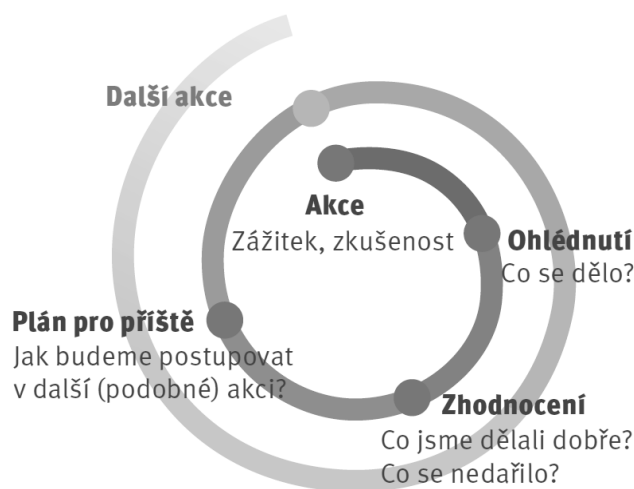 Další akce
Akce
Zážitek, zkušenost
Ohlédnutí
Co se dělo?
Zhodnocení
Co jsme dělali dobře?
Co se nedařilo?
Plán pro příště
Jak budeme postupovat
v další (podobné) akci?